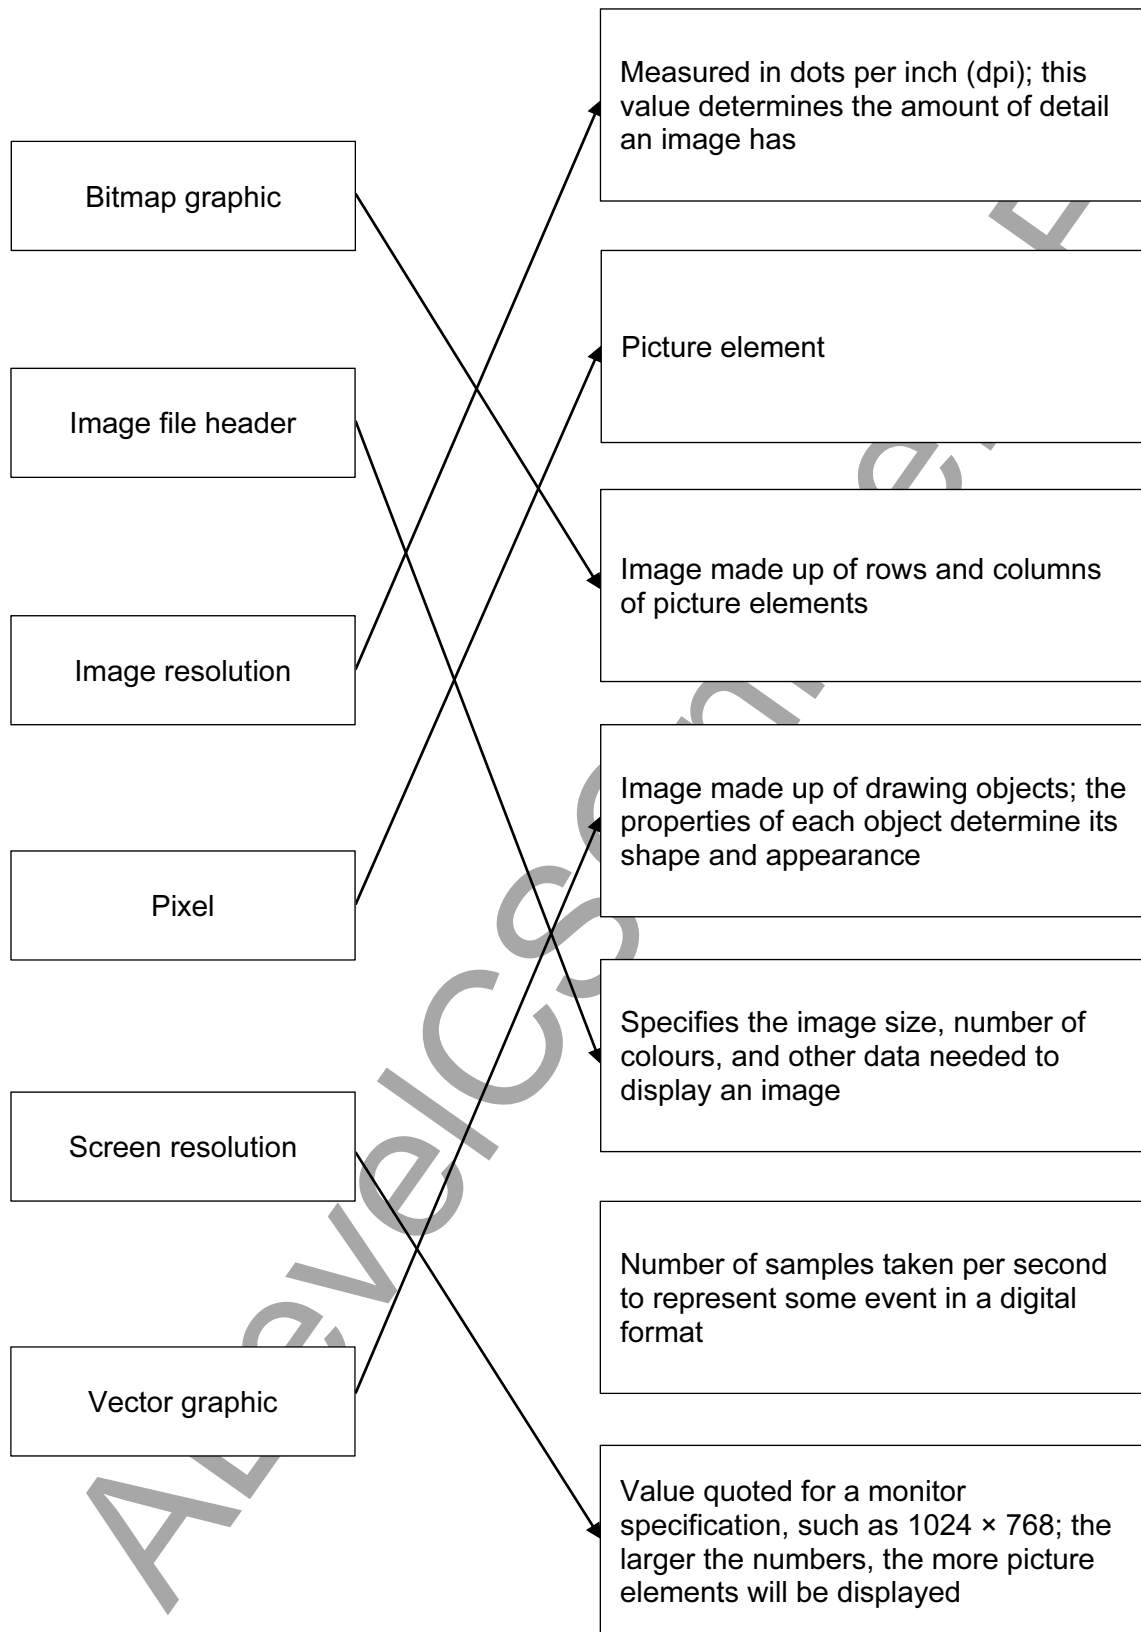 Measured in dots per inch (dpi); this
value determines the amount of detail
an image has
Bitmap graphic
Picture element
Image file header
Image made up of rows and columns
of picture elements
Image resolution
Image made up of drawing objects; the
properties of each object determine its
shape and appearance
Pixel
Specifies the image size, number of
colours, and other data needed to
display an image
Screen resolution
Number of samples taken per second
to represent some event in a digital
format
Vector graphic
Value quoted for a monitor
specification, such as 1024 × 768; the
larger the numbers, the more picture
elements will be displayed